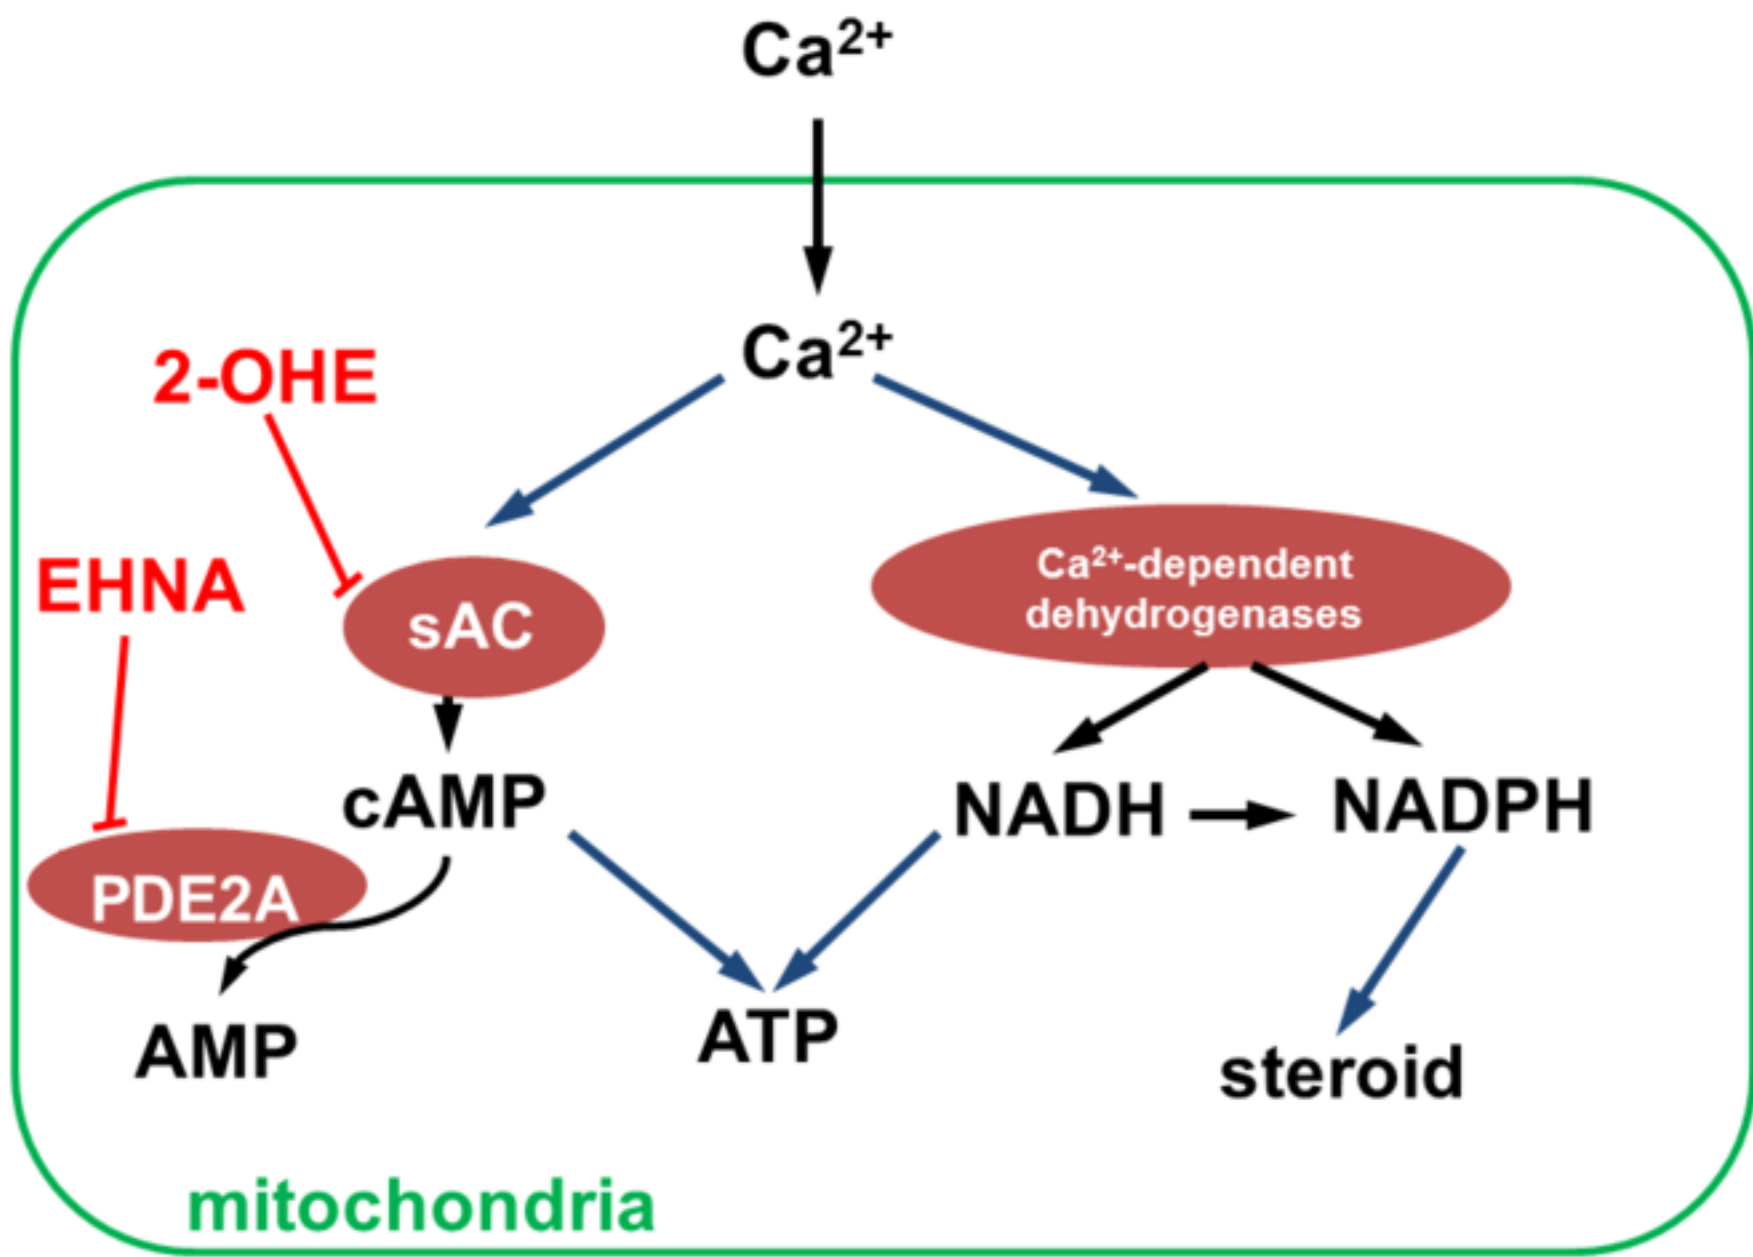 Ca²⁺
Ca²⁺
2-OHE
EHNA
sAC
Ca²⁺-dependent
dehydrogenases
cAMP
NADH
NADPH
PDE2A
AMP
ATP
steroid
mitochondria